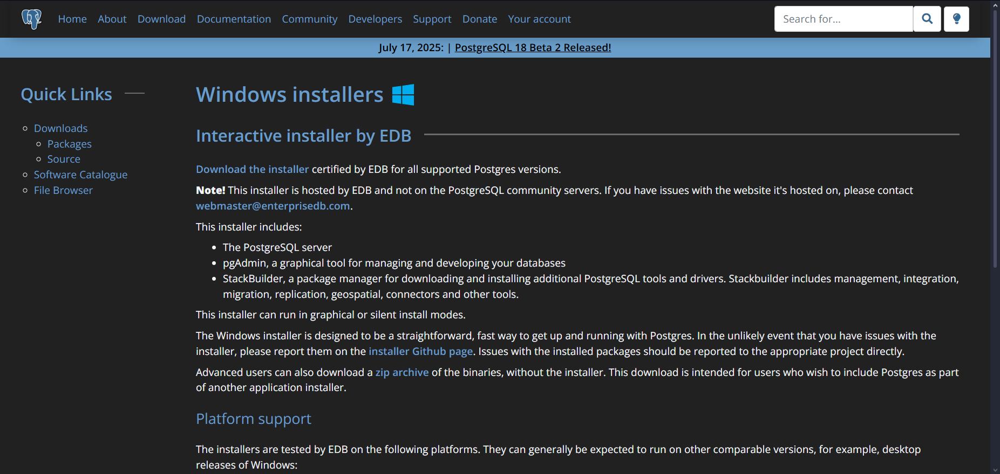 Home About Download Documentation Community Developers Support Donate Your account Search for...
July 17, 2025: | PostgreSQL 18 Beta 2 Released!
Quick Links
Downloads
Packages
Source
Software Catalogue
File Browser
Windows installers
Interactive installer by EDB
Download the installer certified by EDB for all supported Postgres versions.
Note! This installer is hosted by EDB and not on the PostgreSQL community servers. If you have issues with the website it's hosted on, please contact
webmaster@enterprisedb.com.
This installer includes:
The PostgreSQL server
pgAdmin, a graphical tool for managing and developing your databases
StackBuilder, a package manager for downloading and installing additional PostgreSQL tools and drivers. Stackbuilder includes management, integration,
migration, replication, geospatial, connectors and other tools.
This installer can run in graphical or silent install modes.
The Windows installer is designed to be a straightforward, fast way to get up and running with Postgres. In the unlikely event that you have issues with the
installer, please report them on the installer Github page. Issues with the installed packages should be reported to the appropriate project directly.
Advanced users can also download a zip archive of the binaries, without the installer. This download is intended for users who wish to include Postgres as part
of another application installer.
Platform support
The installers are tested by EDB on the following platforms. They can generally be expected to run on other comparable versions, for example, desktop
releases of Windows: